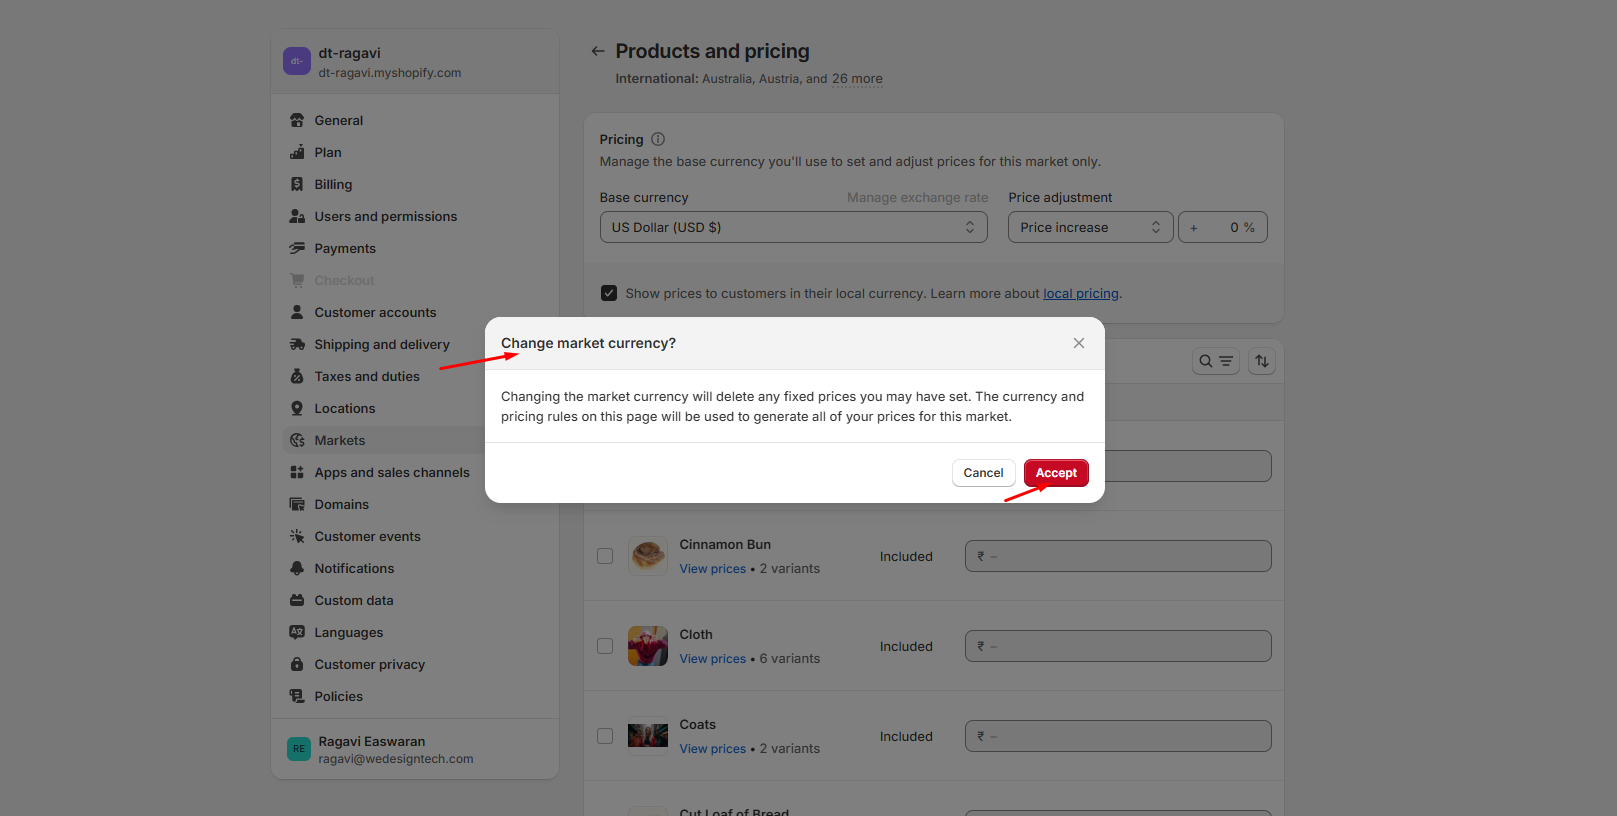 dt-
dt-ragavi
dt-ragavi.myshopify.com
General
Plan
Billing
Users and permissions
Payments
Checkout
Customer accounts
Shipping and delivery
Taxes and duties
Locations
Markets
Apps and sales channels
Domains
Customer events
Notifications
Custom data
Languages
Customer privacy
Policies
RE
Ragavi Easwaran
ragavi@wedesigntech.com
Products and pricing
International: Australia, Austria, and 26 more
Pricing
Manage the base currency you'll use to set and adjust prices for this market only.
Base currency
Manage exchange rate
Price adjustment
US Dollar (USD $)
Price increase
+ 0 %
Show prices to customers in their local currency. Learn more about local pricing.
Change market currency?
Changing the market currency will delete any fixed prices you may have set. The currency and
pricing rules on this page will be used to generate all of your prices for this market.
Cancel
Accept
Cinnamon Bun
View prices • 2 variants
Included
₹ –
Cloth
View prices • 6 variants
Included
₹ –
Coats
View prices • 2 variants
Included
₹ –
Cut Loaf of Bread